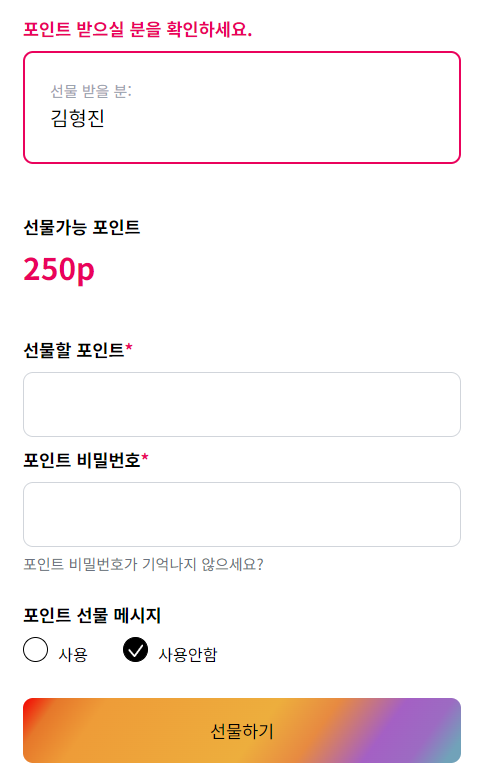 포인트 받으실 분을 확인하세요.
선물 받을 분:
김형진
선물가능 포인트
250p
선물할 포인트*
포인트 비밀번호*
포인트 비밀번호가 기억나지 않으세요?
포인트 선물 메시지
사용 사용안함
선물하기